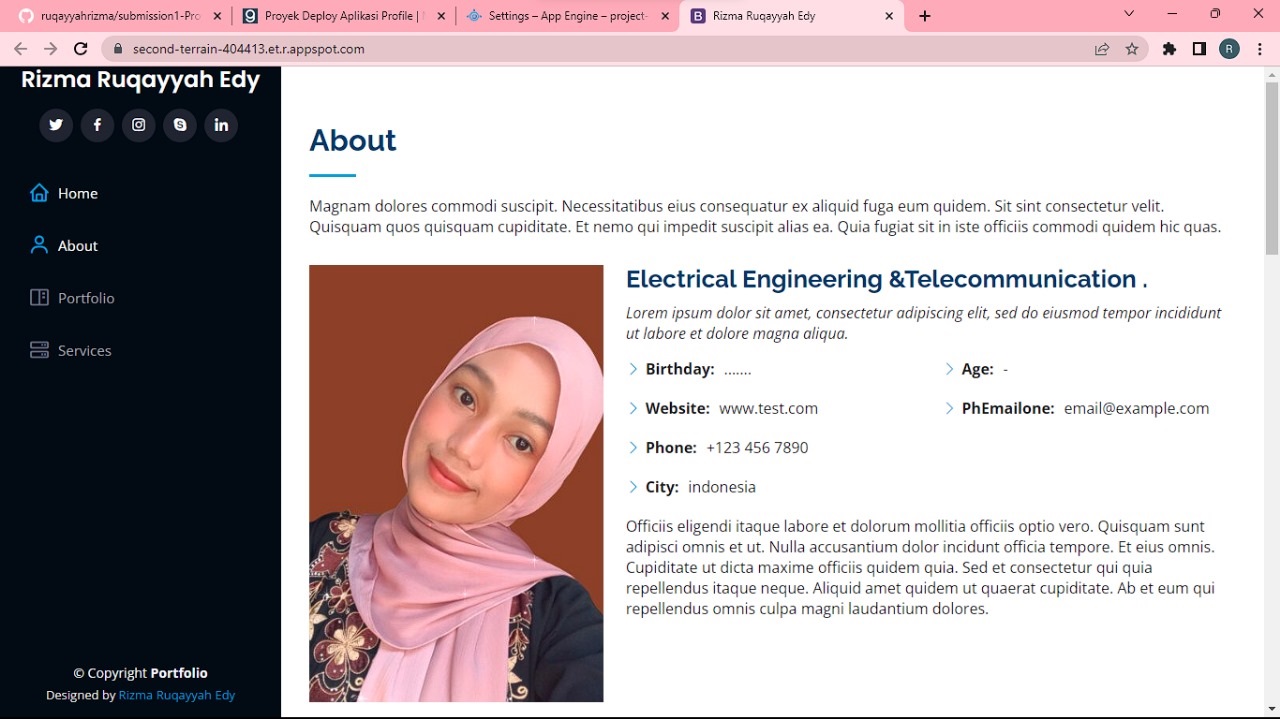 ruqayyahrizma/submission1-Pro
Proyek Deploy Aplikasi Profile |
Settings – App Engine – project-
Rizma Ruqayyah Edy
second-terrain-404413.et.r.appspot.com
R
Rizma Ruqayyah Edy
Home
About
Portfolio
Services
© Copyright Portfolio
Designed by Rizma Ruqayyah Edy
About
Magnam dolores commodi suscipit. Necessitatibus eius consequatur ex aliquid fuga eum quidem. Sit sint consectetur velit.
Quisquam quos quisquam cupiditate. Et nemo qui impedit suscipit alias ea. Quia fugiat sit in iste officiis commodi quidem hic quas.
Electrical Engineering &Telecommunication .
Lorem ipsum dolor sit amet, consectetur adipiscing elit, sed do eiusmod tempor incididunt
ut labore et dolore magna aliqua.
Birthday: .......
Age: -
Website: www.test.com
PhEmailone: email@example.com
Phone: +123 456 7890
City: indonesia
Officiis eligendi itaque labore et dolorum mollitia officiis optio vero. Quisquam sunt
adipisci omnis et ut. Nulla accusantium dolor incidunt officia tempore. Et eius omnis.
Cupiditate ut dicta maxime officiis quidem quia. Sed et consectetur qui quia
repellendus itaque neque. Aliquid amet quidem ut quaerat cupiditate. Ab et eum qui
repellendus omnis culpa magni laudantium dolores.